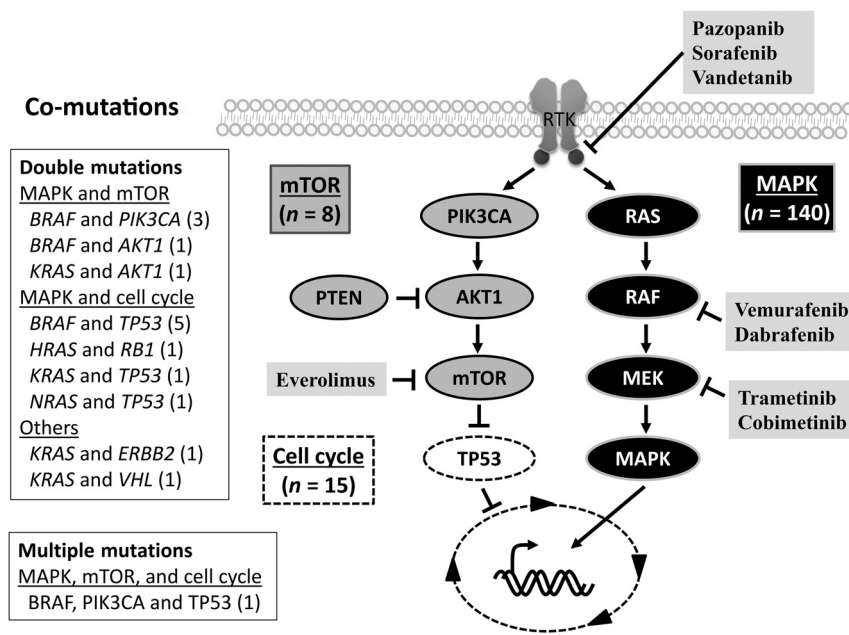 Pazopanib
Sorafenib
Vandetanib
Co-mutations
RTK
Double mutations
MAPK and mTOR
BRAF and PIK3CA (3)
BRAF and AKT1 (1)
KRAS and AKT1 (1)
MAPK and cell cycle
BRAF and TP53 (5)
HRAS and RB1 (1)
KRAS and TP53 (1)
NRAS and TP53 (1)
Others
KRAS and ERBB2 (1)
KRAS and VHL (1)
mTOR
(n = 8)
MAPK
(n = 140)
PIK3CA
RAS
PTEN
AKT1
RAF
Vemurafenib
Dabrafenib
Everolimus
mTOR
MEK
Trametinib
Cobimetinib
Cell cycle
(n = 15)
TP53
MAPK
Multiple mutations
MAPK, mTOR, and cell cycle
BRAF, PIK3CA and TP53 (1)